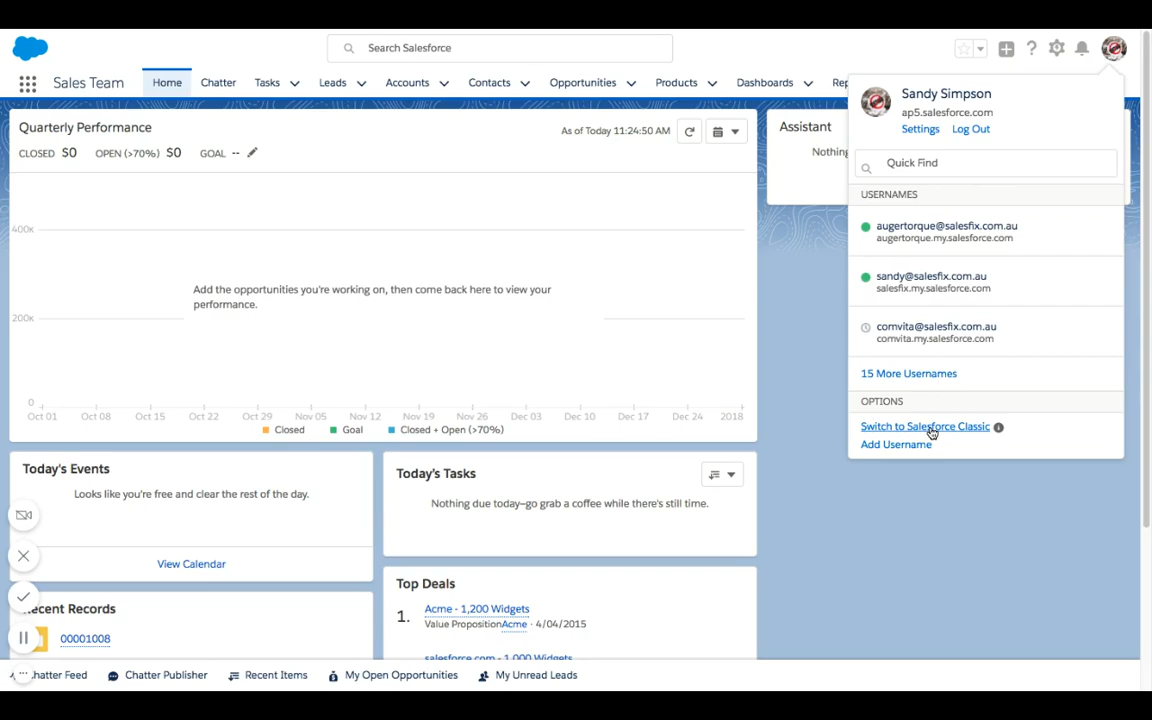 Search Salesforce
Sales Team
Home
Chatter
Tasks
Leads
Accounts
Contacts
Opportunities
Products
Dashboards
Rep
Quarterly Performance
As of Today 11:24:50 AM
CLOSED $0 OPEN (>70%) $0 GOAL --
400K
200K
0
Add the opportunities you're working on, then come back here to view your
performance.
Oct 01 Oct 08 Oct 15 Oct 22 Oct 29 Nov 05 Nov 12 Nov 19 Nov 26 Dec 03 Dec 10 Dec 17 Dec 24 2018
Closed Goal Closed + Open (>70%)
Assistant
Nothing
Sandy Simpson
ap5.salesforce.com
Settings Log Out
Quick Find
USERNAMES
augertorque@salesfix.com.au
augertorque.my.salesforce.com
sandy@salesfix.com.au
salesfix.my.salesforce.com
comvita@salesfix.com.au
comvita.my.salesforce.com
15 More Usernames
OPTIONS
Switch to Salesforce Classic
Add Username
Today's Events
Looks like you're free and clear the rest of the day.
View Calendar
Today's Tasks
Nothing due today—go grab a coffee while there's still time.
Recent Records
00001008
Top Deals
1.
Acme - 1,200 Widgets
Value PropositionAcme · 4/04/2015
salesforce.com - 1,000 Widgets
Chatter Feed
Chatter Publisher
Recent Items
My Open Opportunities
My Unread Leads